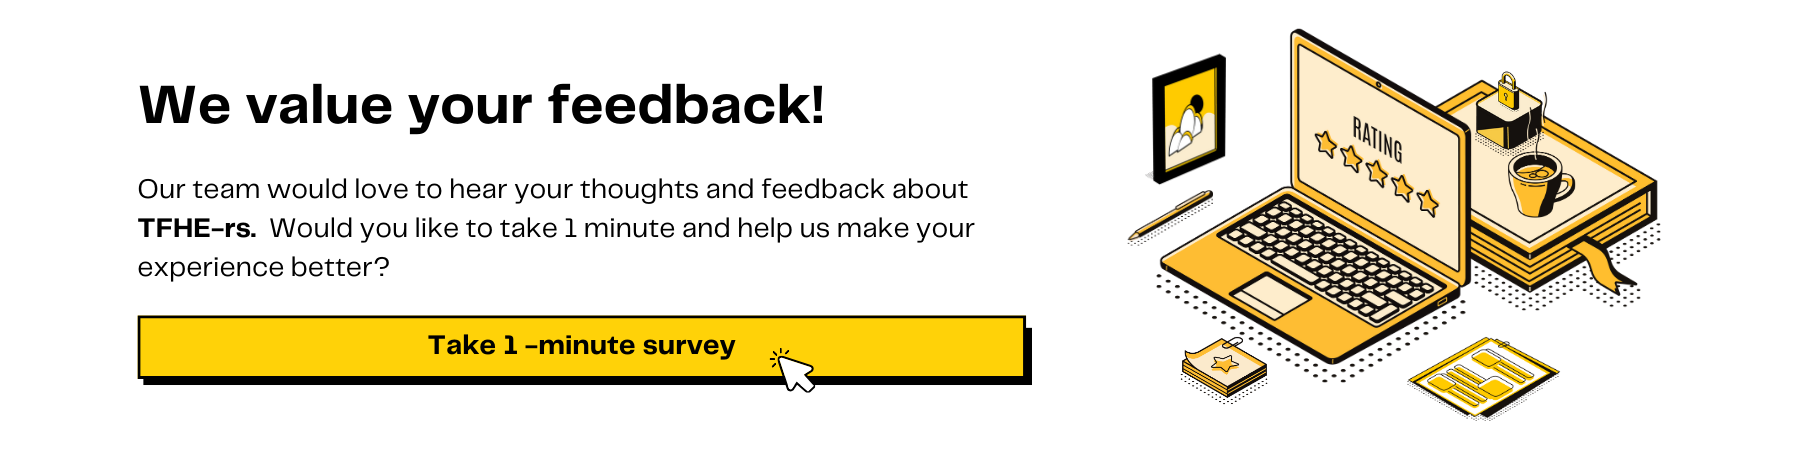 We value your feedback!
Our team would love to hear your thoughts and feedback about
TFHE-rs. Would you like to take 1 minute and help us make your
experience better?
Take 1 -minute survey
RATING